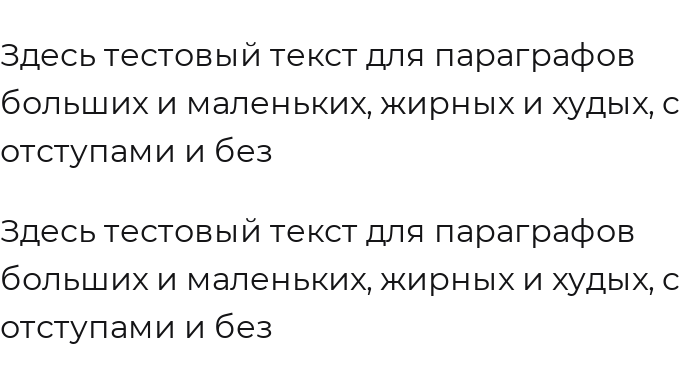 Здесь тестовый текст для параграфов
больших и маленьких, жирных и худых, с
отступами и без
Здесь тестовый текст для параграфов
больших и маленьких, жирных и худых, с
отступами и без